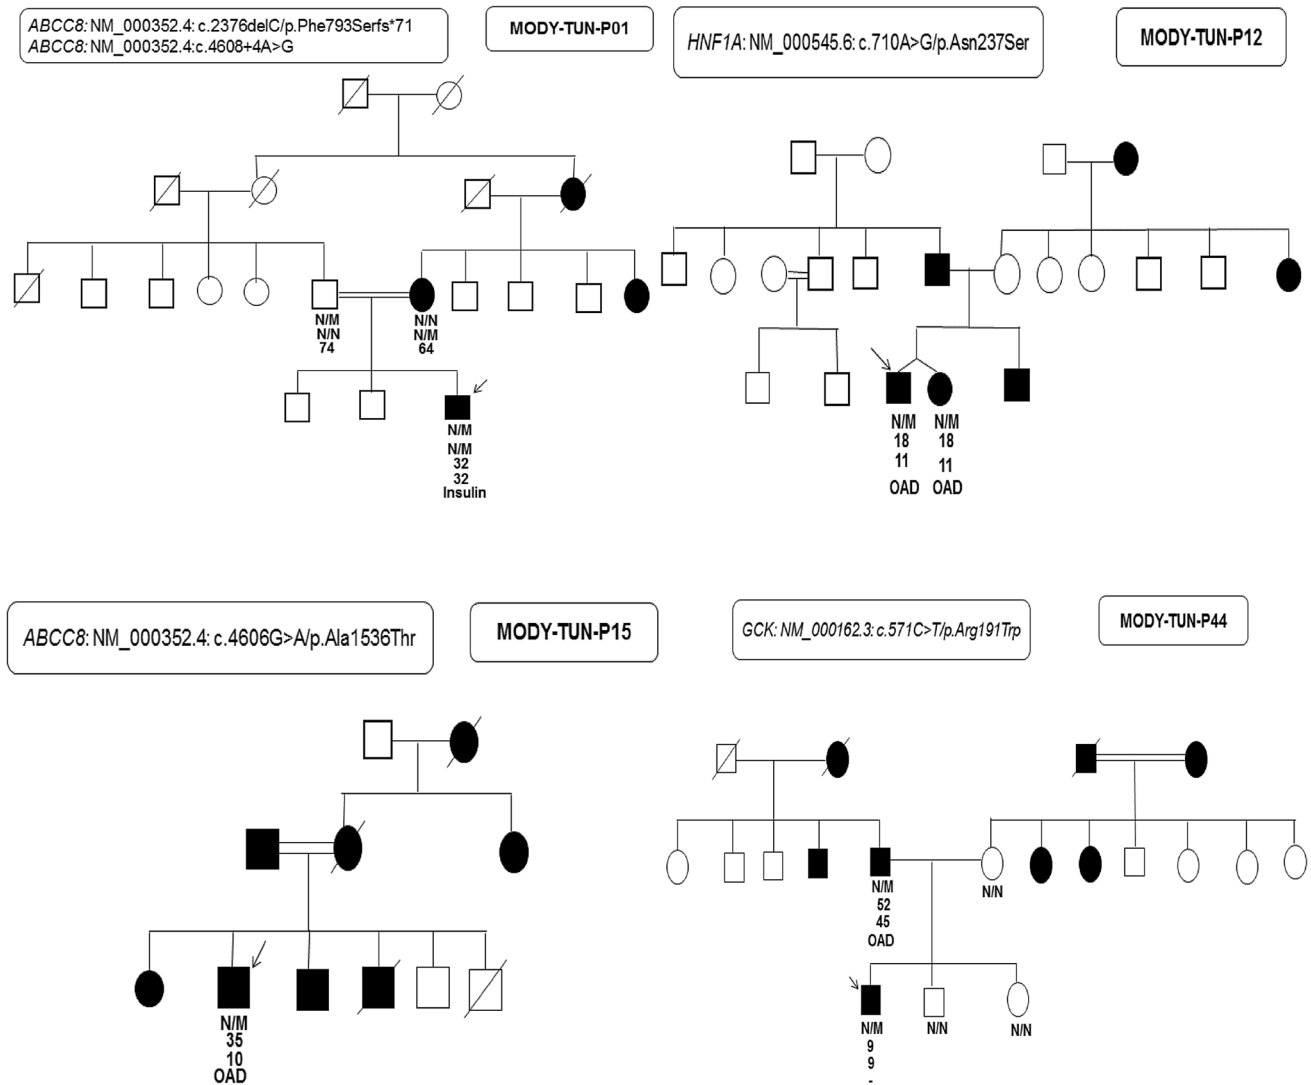 ABCC8: NM_000352.4: c.2376delC/p.Phe793Serfs*71
ABCC8: NM_000352.4:c.4608+4A>G
MODY-TUN-P01
N/M
N/N
74
N/N
N/M
64
N/M
N/M
32
32
Insulin
HNF1A: NM_000545.6: c.710A>G/p.Asn237Ser
MODY-TUN-P12
N/M
18
11
OAD
N/M
18
11
OAD
ABCC8: NM_000352.4: c.4606G>A/p.Ala1536Thr
MODY-TUN-P15
N/M
35
10
OAD
GCK: NM_000162.3: c.571C>T/p.Arg191Trp
MODY-TUN-P44
N/M
52
45
OAD
N/N
N/M
9
9
-
N/N
N/N